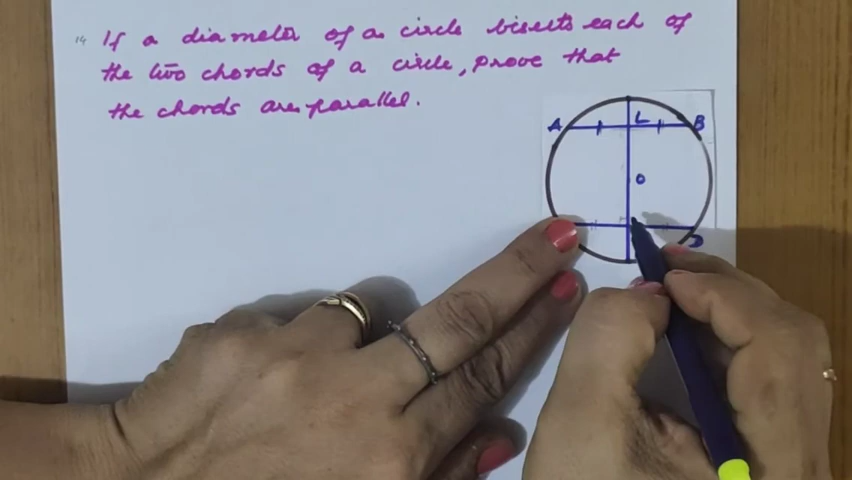 14 If a diameter of a circle bisects each of
the two chords of a circle, prove that
the chords are parallel.
A L B
O
D